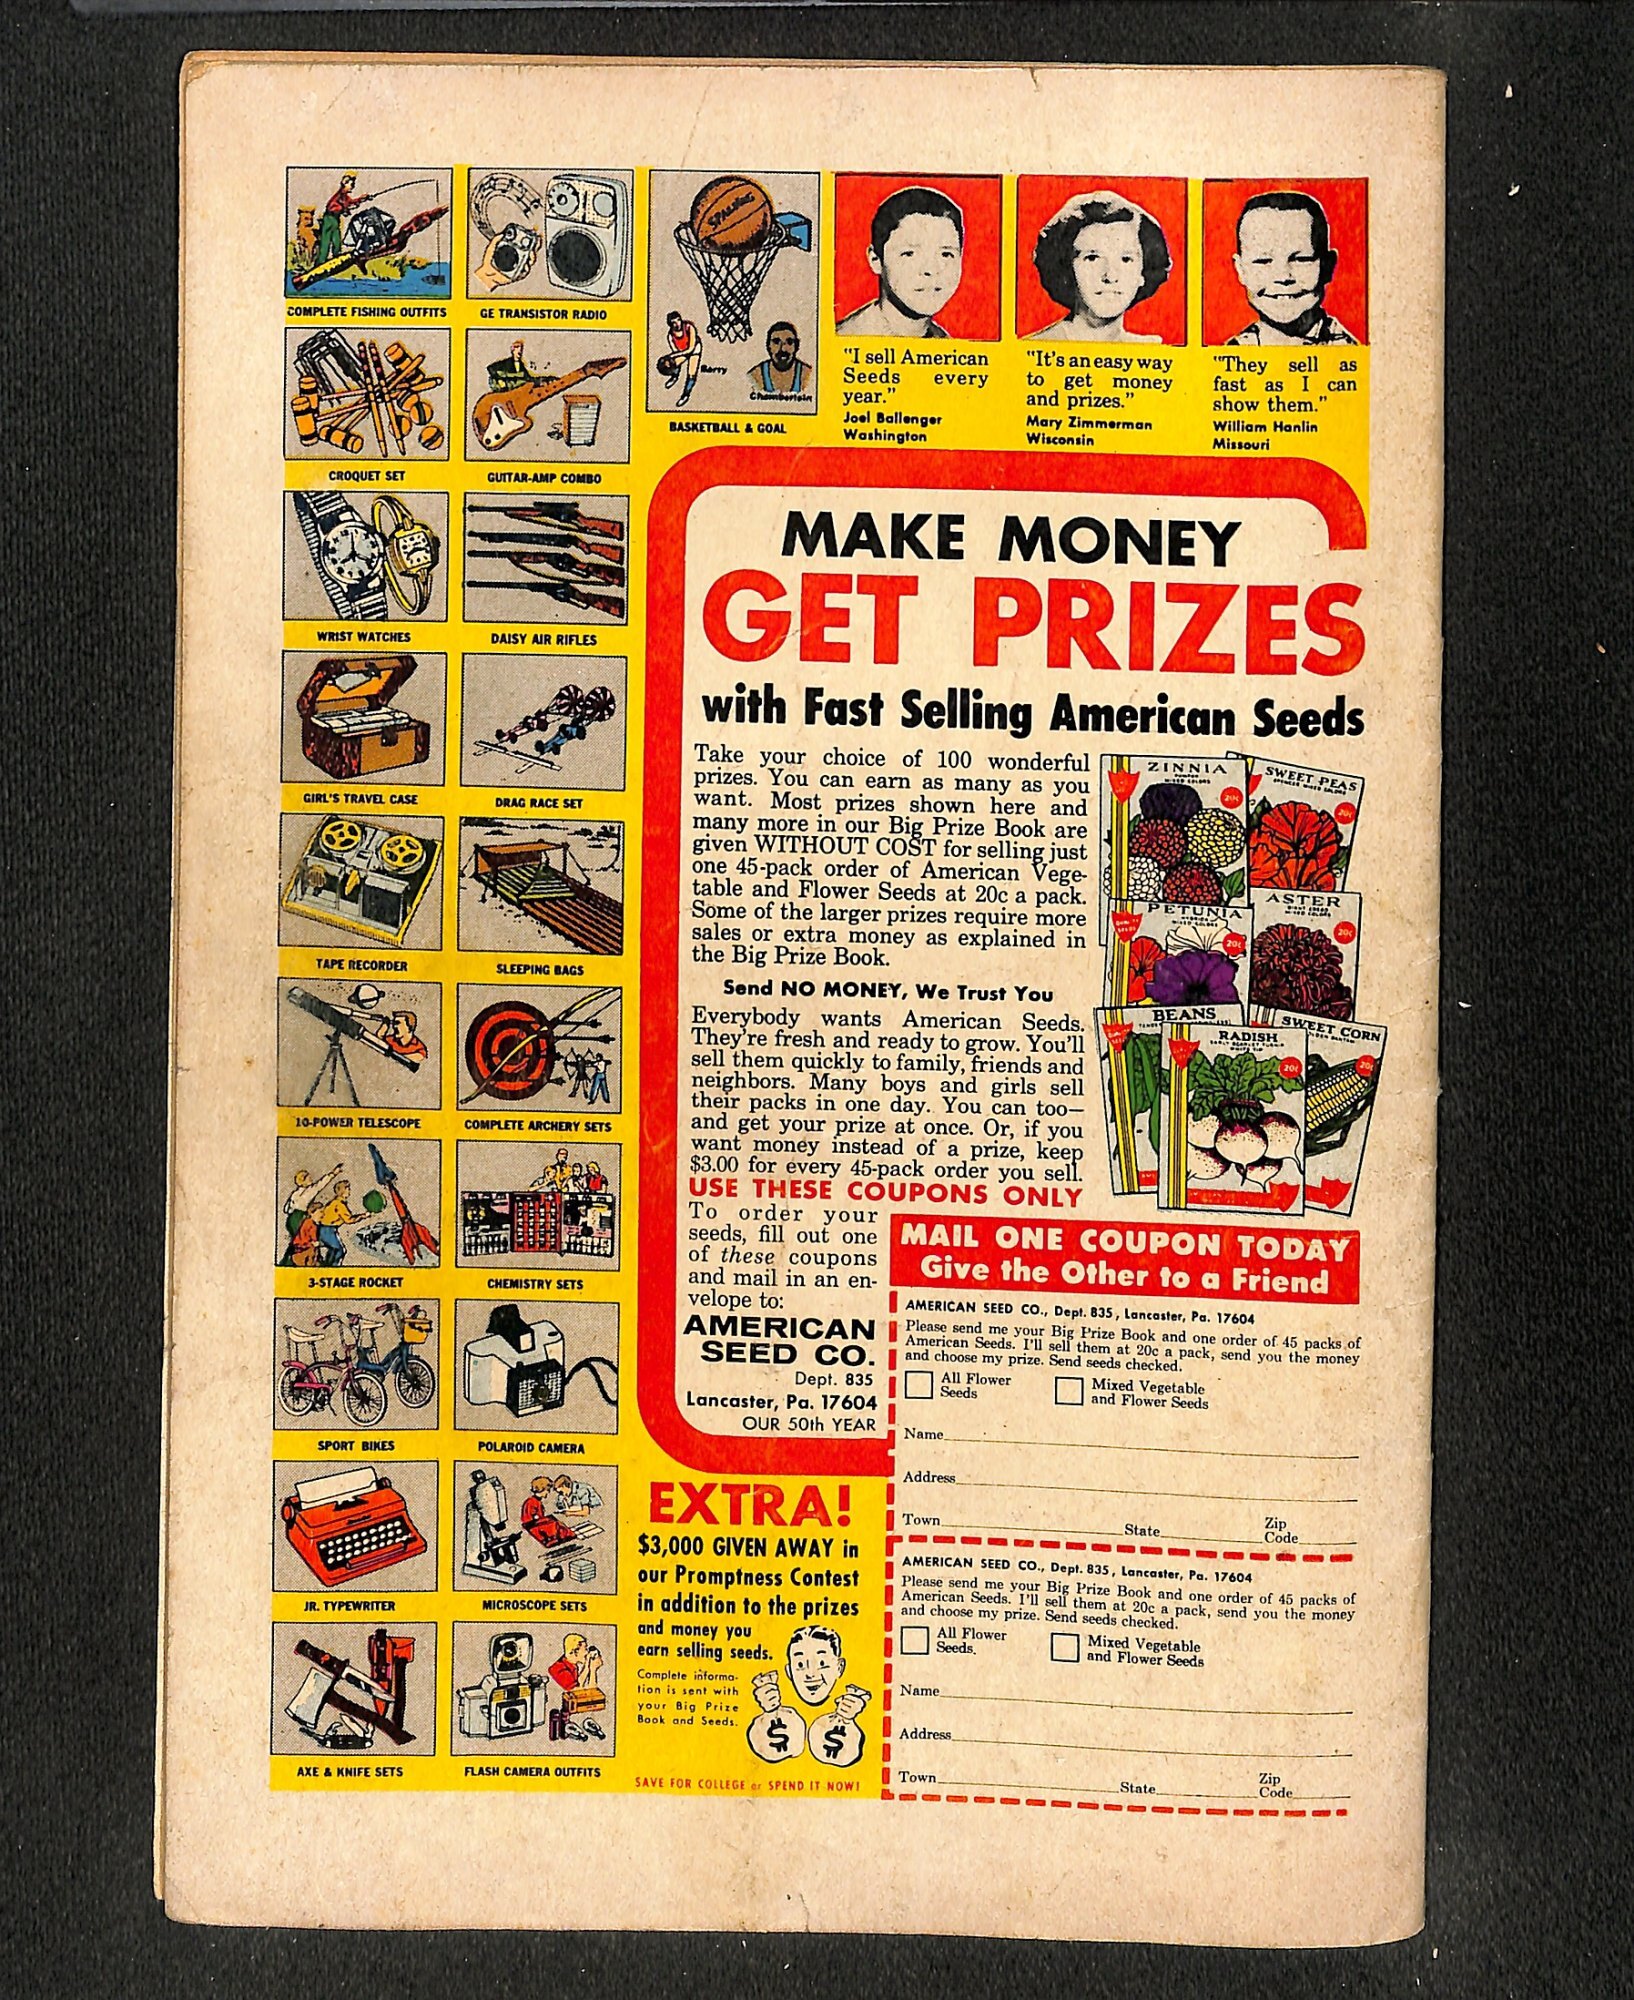 COMPLETE FISHING OUTFITS
GE TRANSISTOR RADIO
SPALDING
Barry
Chamberlain
BASKETBALL & GOAL
CROQUET SET
GUITAR-AMP COMBO
WRIST WATCHES
DAISY AIR RIFLES
GIRL'S TRAVEL CASE
DRAG RACE SET
TAPE RECORDER
SLEEPING BAGS
10-POWER TELESCOPE
COMPLETE ARCHERY SETS
3-STAGE ROCKET
CHEMISTRY SETS
SPORT BIKES
POLAROID CAMERA
JR. TYPEWRITER
MICROSCOPE SETS
AXE & KNIFE SETS
FLASH CAMERA OUTFITS
"I sell American
Seeds every
year."
Joel Ballenger
Washington
"It's an easy way
to get money
and prizes."
Mary Zimmerman
Wisconsin
"They sell as
fast as I can
show them."
William Hanlin
Missouri
MAKE MONEY
GET PRIZES
with Fast Selling American Seeds
Take your choice of 100 wonderful
prizes. You can earn as many as you
want. Most prizes shown here and
many more in our Big Prize Book are
given WITHOUT COST for selling just
one 45-pack order of American Vege-
table and Flower Seeds at 20c a pack.
Some of the larger prizes require more
sales or extra money as explained in
the Big Prize Book.
Send NO MONEY, We Trust You
Everybody wants American Seeds.
They're fresh and ready to grow. You'll
sell them quickly to family, friends and
neighbors. Many boys and girls sell
their packs in one day. You can too—
and get your prize at once. Or, if you
want money instead of a prize, keep
$3.00 for every 45-pack order you sell.
USE THESE COUPONS ONLY
To order your
seeds, fill out one
of these coupons
and mail in an en-
velope to:
AMERICAN
SEED CO.
Dept. 835
Lancaster, Pa. 17604
OUR 50th YEAR
ZINNIA
MIXED COLORS
20c
SWEET PEAS
SPENCER MIXED COLORS
20c
PETUNIA
MIXED COLORS
20c
ASTER
MIXED COLORS
20c
BEANS
RADISH
20c
SWEET CORN
20c
MAIL ONE COUPON TODAY
Give the Other to a Friend
AMERICAN SEED CO., Dept. 835, Lancaster, Pa. 17604
Please send me your Big Prize Book and one order of 45 packs of
American Seeds. I'll sell them at 20c a pack, send you the money
and choose my prize. Send seeds checked.
All Flower
Seeds
Mixed Vegetable
and Flower Seeds
Name
Address
Town State Zip
Code
AMERICAN SEED CO., Dept. 835, Lancaster, Pa. 17604
Please send me your Big Prize Book and one order of 45 packs of
American Seeds. I'll sell them at 20c a pack, send you the money
and choose my prize. Send seeds checked.
All Flower
Seeds.
Mixed Vegetable
and Flower Seeds
Name
Address
Town State Zip
Code
EXTRA!
$3,000 GIVEN AWAY in
our Promptness Contest
in addition to the prizes
and money you
earn selling seeds.
Complete informa-
tion is sent with
your Big Prize
Book and Seeds.
$ $
SAVE FOR COLLEGE or SPEND IT NOW!